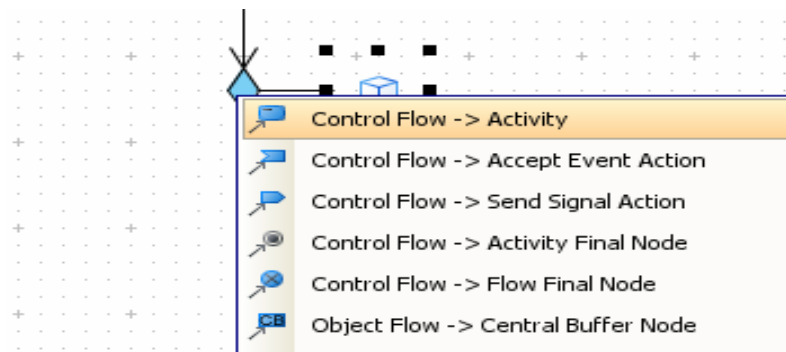 Control Flow -> Activity
Control Flow -> Accept Event Action
Control Flow -> Send Signal Action
Control Flow -> Activity Final Node
Control Flow -> Flow Final Node
CB Object Flow -> Central Buffer Node